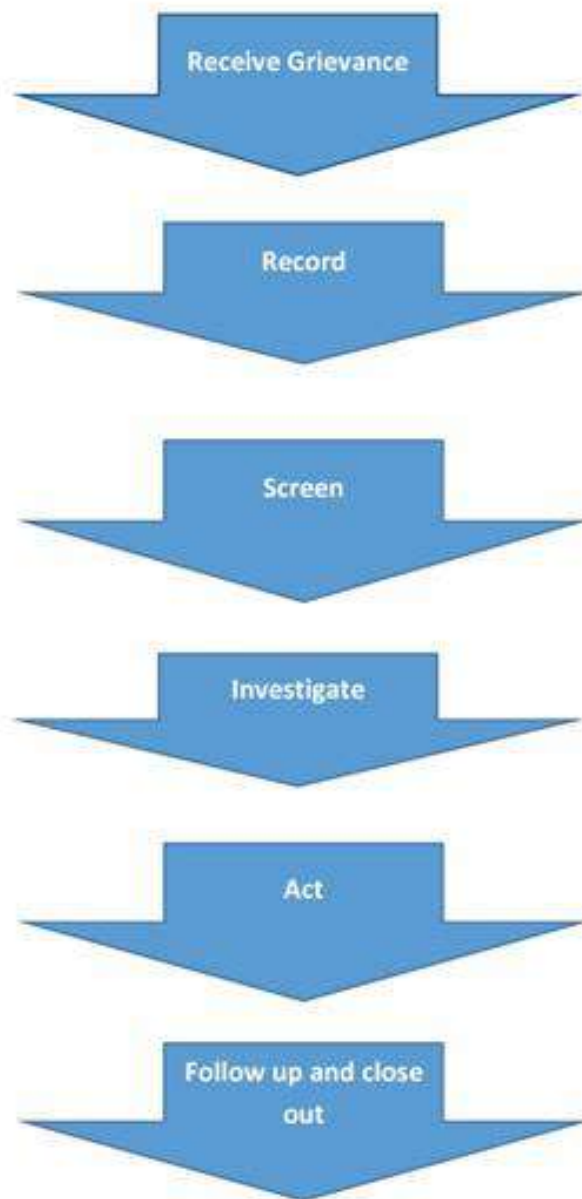 Receive Grievance
Record
Screen
Investigate
Act
Follow up and close
out